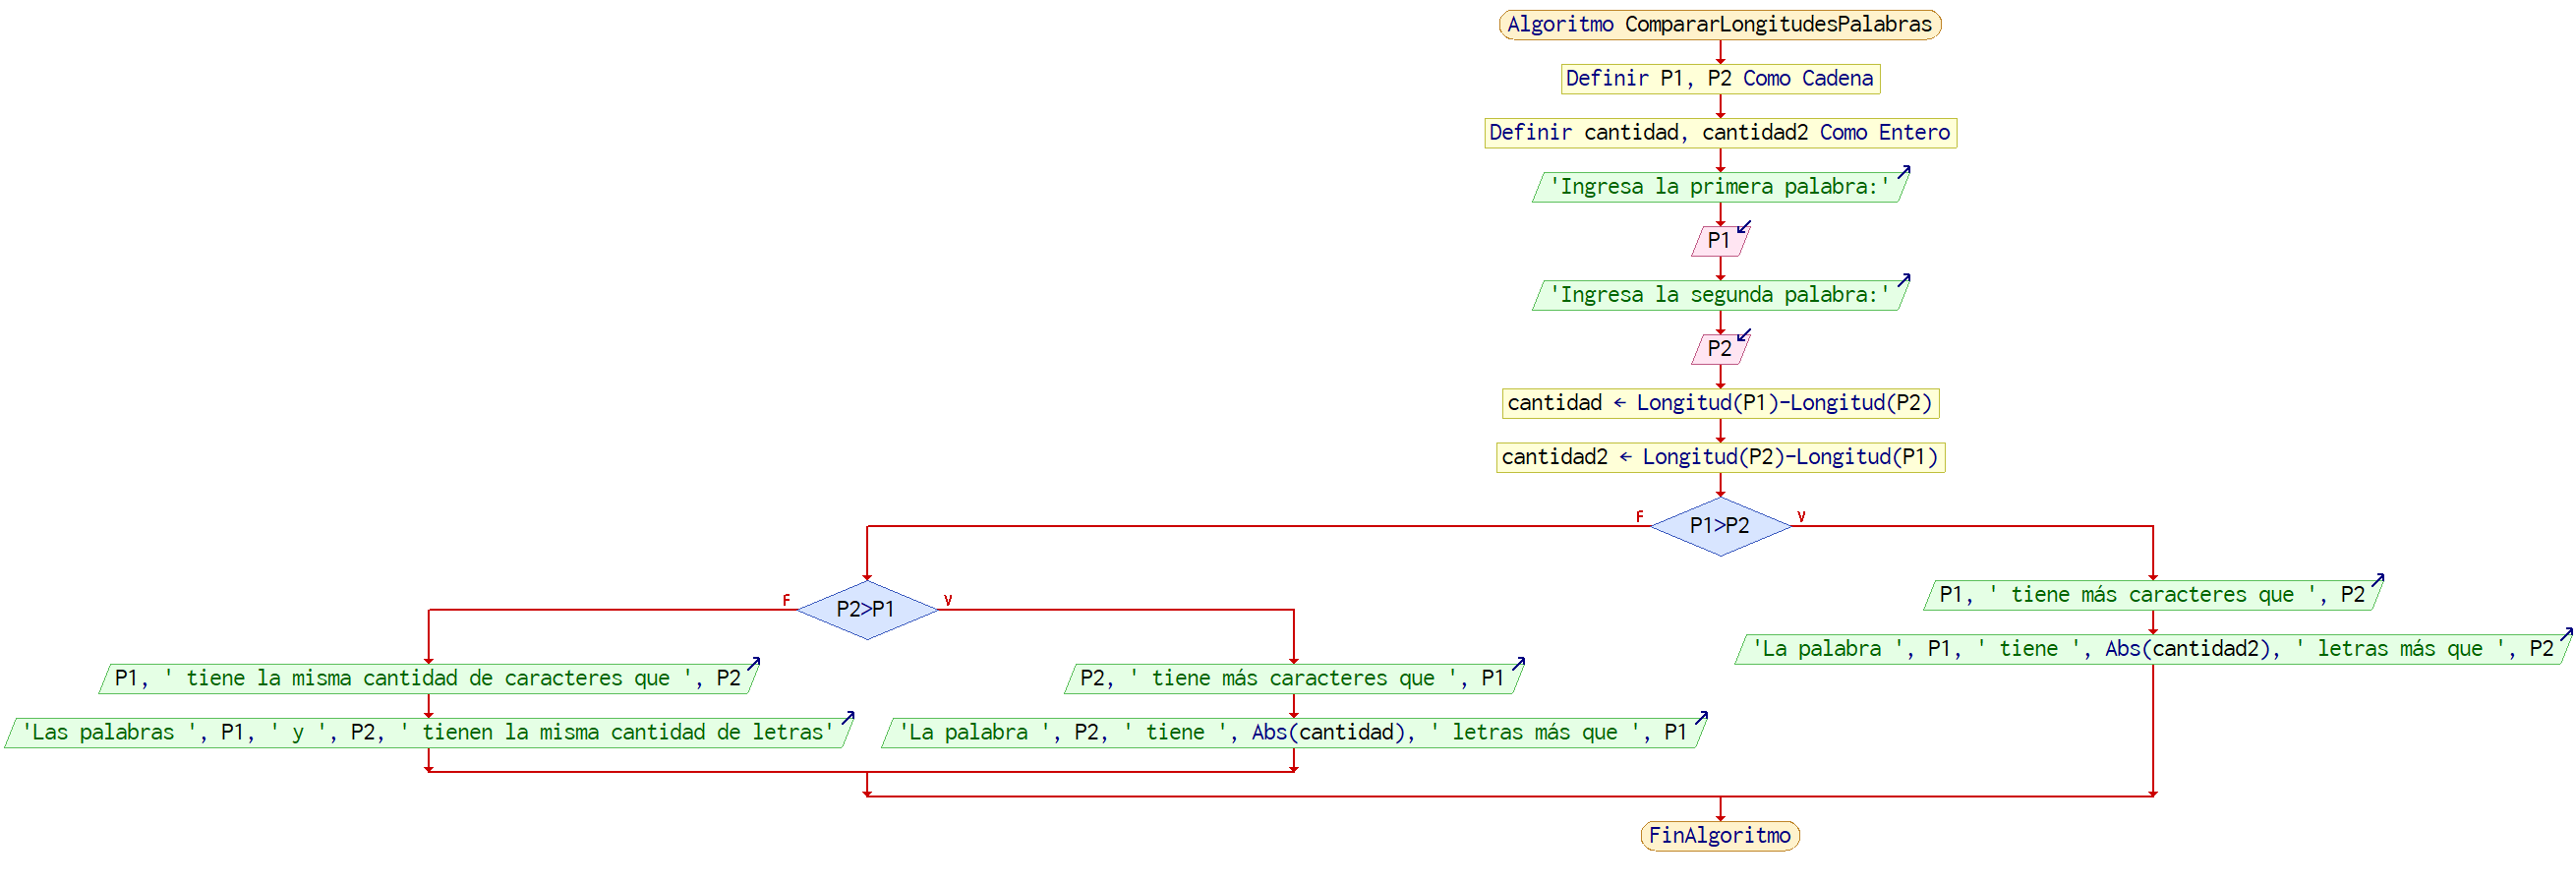 Algoritmo CompararLongitudesPalabras
Definir P1, P2 Como Cadena
Definir cantidad, cantidad2 Como Entero
'Ingresa la primera palabra:'
P1
'Ingresa la segunda palabra:'
P2
cantidad ← Longitud(P1)-Longitud(P2)
cantidad2 ← Longitud(P2)-Longitud(P1)
F
P1>P2
V
P1, ' tiene más caracteres que ', P2
'La palabra ', P1, ' tiene ', Abs(cantidad2), ' letras más que ', P2
F
P2>P1
V
P1, ' tiene la misma cantidad de caracteres que ', P2
'Las palabras ', P1, ' y ', P2, ' tienen la misma cantidad de letras'
P2, ' tiene más caracteres que ', P1
'La palabra ', P2, ' tiene ', Abs(cantidad), ' letras más que ', P1
FinAlgoritmo